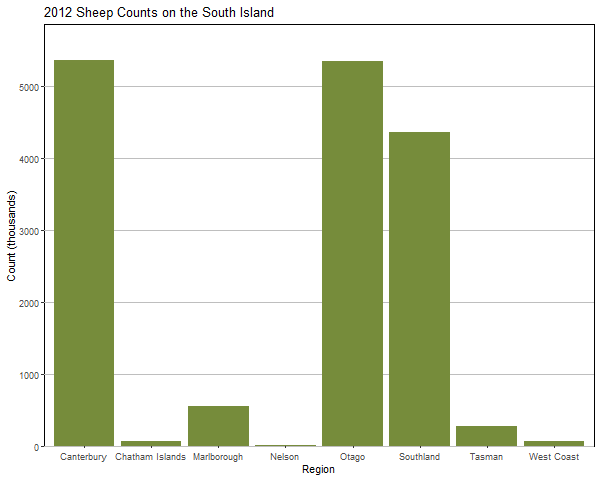 2012 Sheep Counts on the South Island
Count (thousands)
5000
4000
3000
2000
1000
0
Canterbury Chatham Islands Marlborough Nelson Otago Southland Tasman West Coast
Region